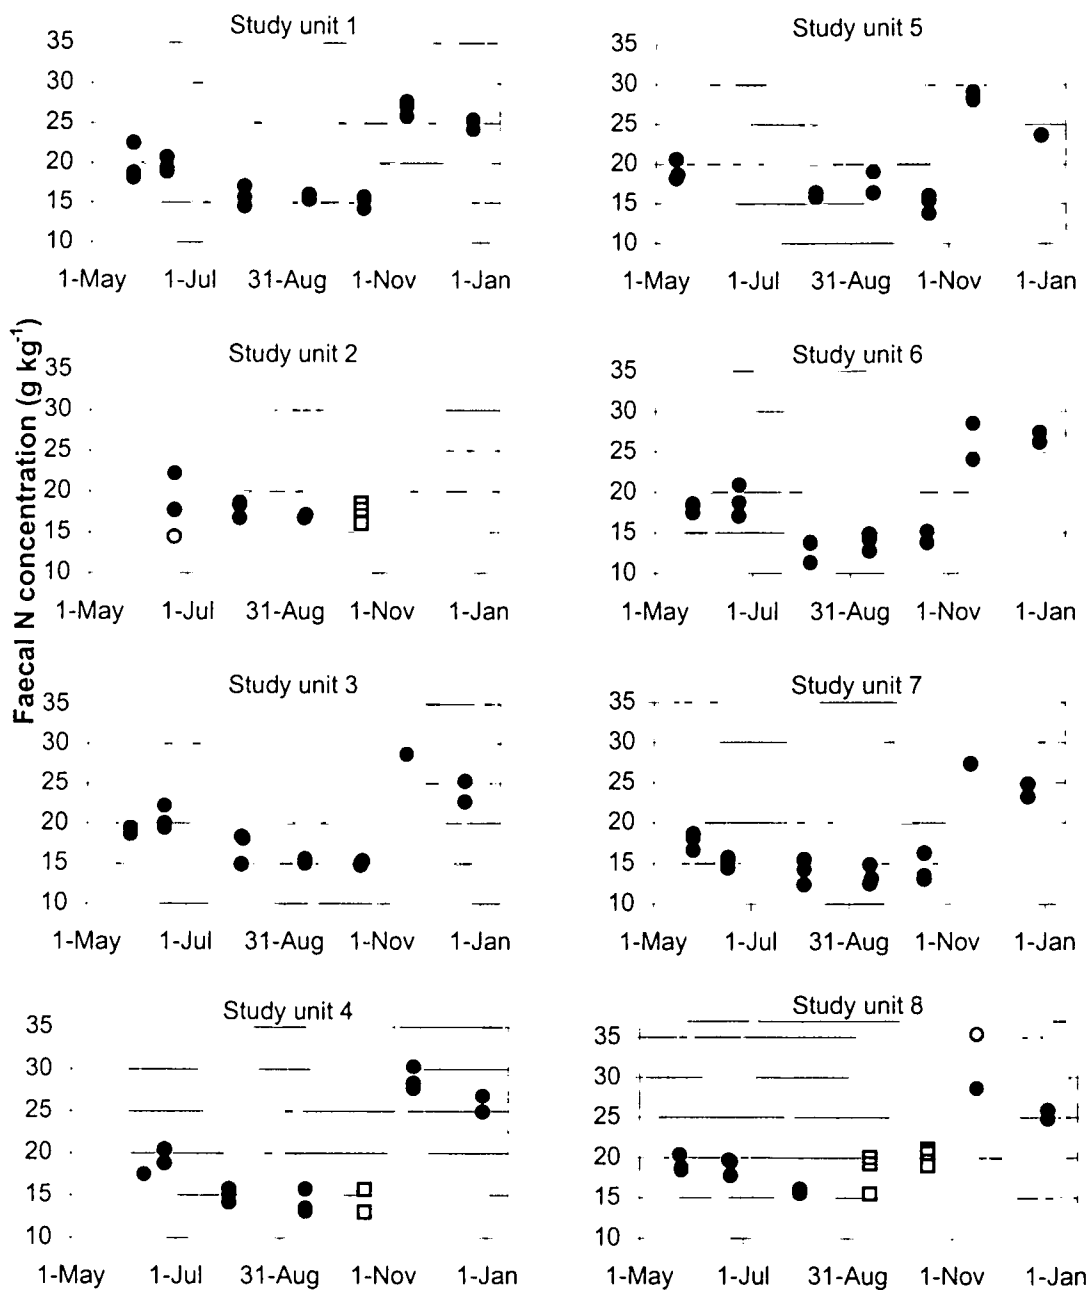 Faecal N concentration (g kg⁻¹)
Study unit 1
35
30
25
20
15
10
1-May 1-Jul 31-Aug 1-Nov 1-Jan
Study unit 5
35
30
25
20
15
10
1-May 1-Jul 31-Aug 1-Nov 1-Jan
Study unit 2
35
30
25
20
15
10
1-May 1-Jul 31-Aug 1-Nov 1-Jan
Study unit 6
35
30
25
20
15
10
1-May 1-Jul 31-Aug 1-Nov 1-Jan
Study unit 3
35
30
25
20
15
10
1-May 1-Jul 31-Aug 1-Nov 1-Jan
Study unit 7
35
30
25
20
15
10
1-May 1-Jul 31-Aug 1-Nov 1-Jan
Study unit 4
35
30
25
20
15
10
1-May 1-Jul 31-Aug 1-Nov 1-Jan
Study unit 8
35
30
25
20
15
10
1-May 1-Jul 31-Aug 1-Nov 1-Jan